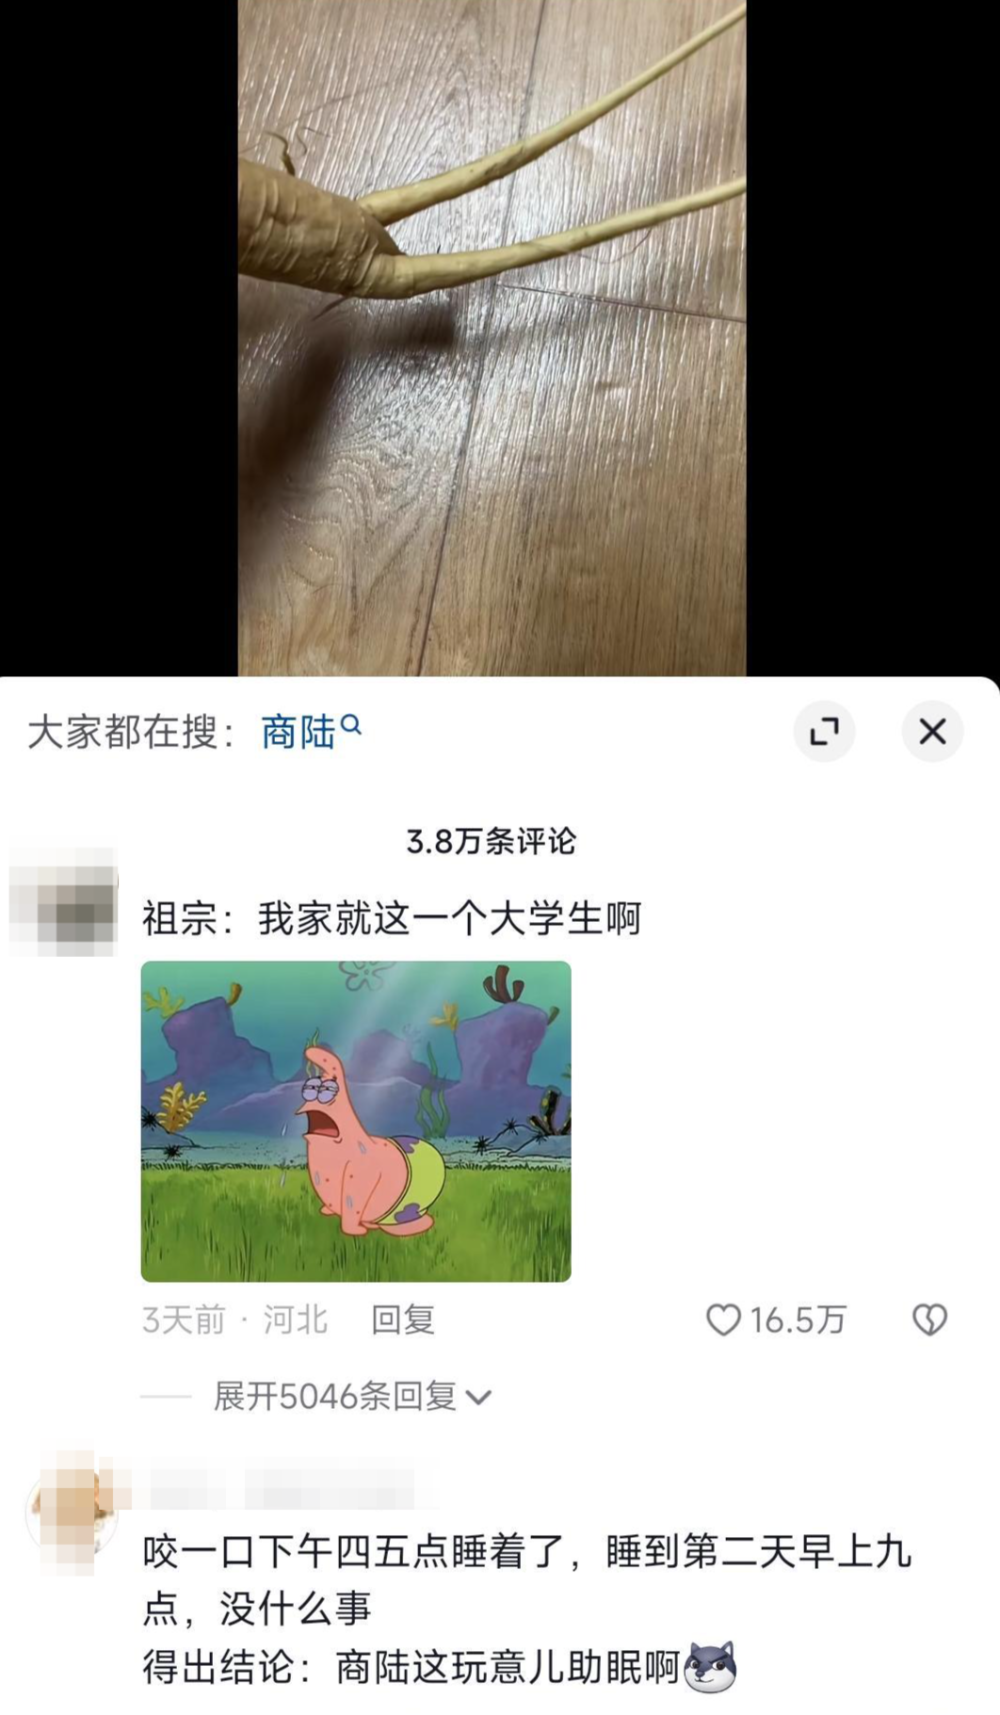 大家都在搜：商陆
3.8万条评论
祖宗：我家就这一个大学生啊
3天前 · 河北 回复 16.5万
展开5046条回复
咬一口下午四五点睡着了，睡到第二天早上九
点，没什么事
得出结论：商陆这玩意儿助眠啊